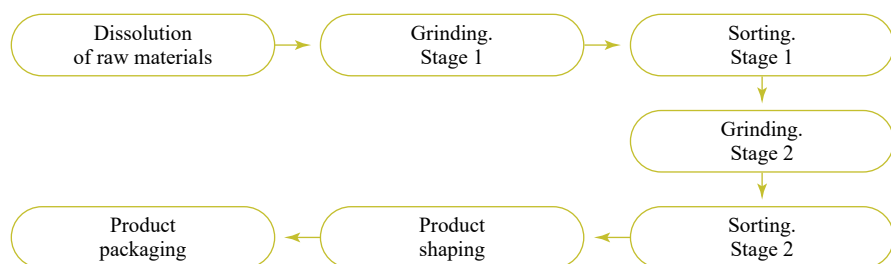 Dissolution
of raw materials
Grinding.
Stage 1
Sorting.
Stage 1
Grinding.
Stage 2
Sorting.
Stage 2
Product
shaping
Product
packaging